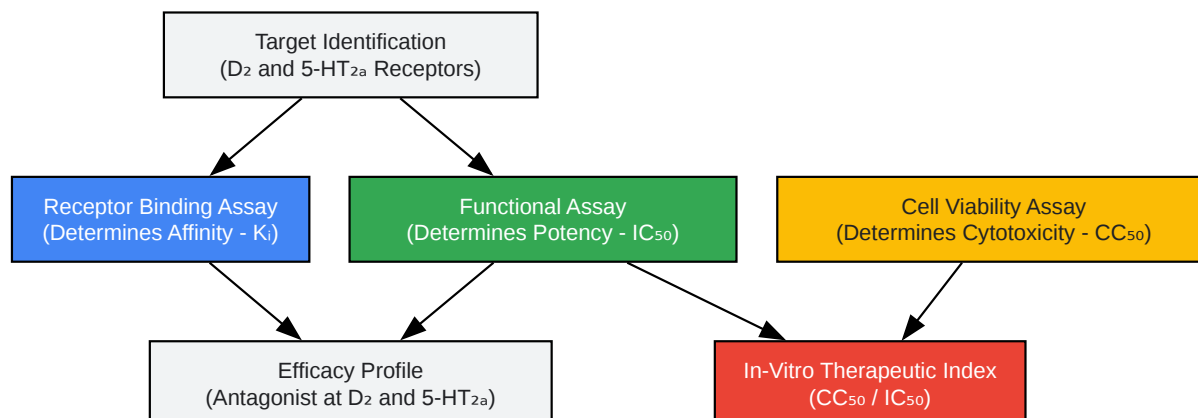 Target Identification
(D₂ and 5-HT₂ₐ Receptors)
Receptor Binding Assay
(Determines Affinity - Kᵢ)
Functional Assay
(Determines Potency - IC₅₀)
Cell Viability Assay
(Determines Cytotoxicity - CC₅₀)
Efficacy Profile
(Antagonist at D₂ and 5-HT₂ₐ)
In-Vitro Therapeutic Index
(CC₅₀ / IC₅₀)